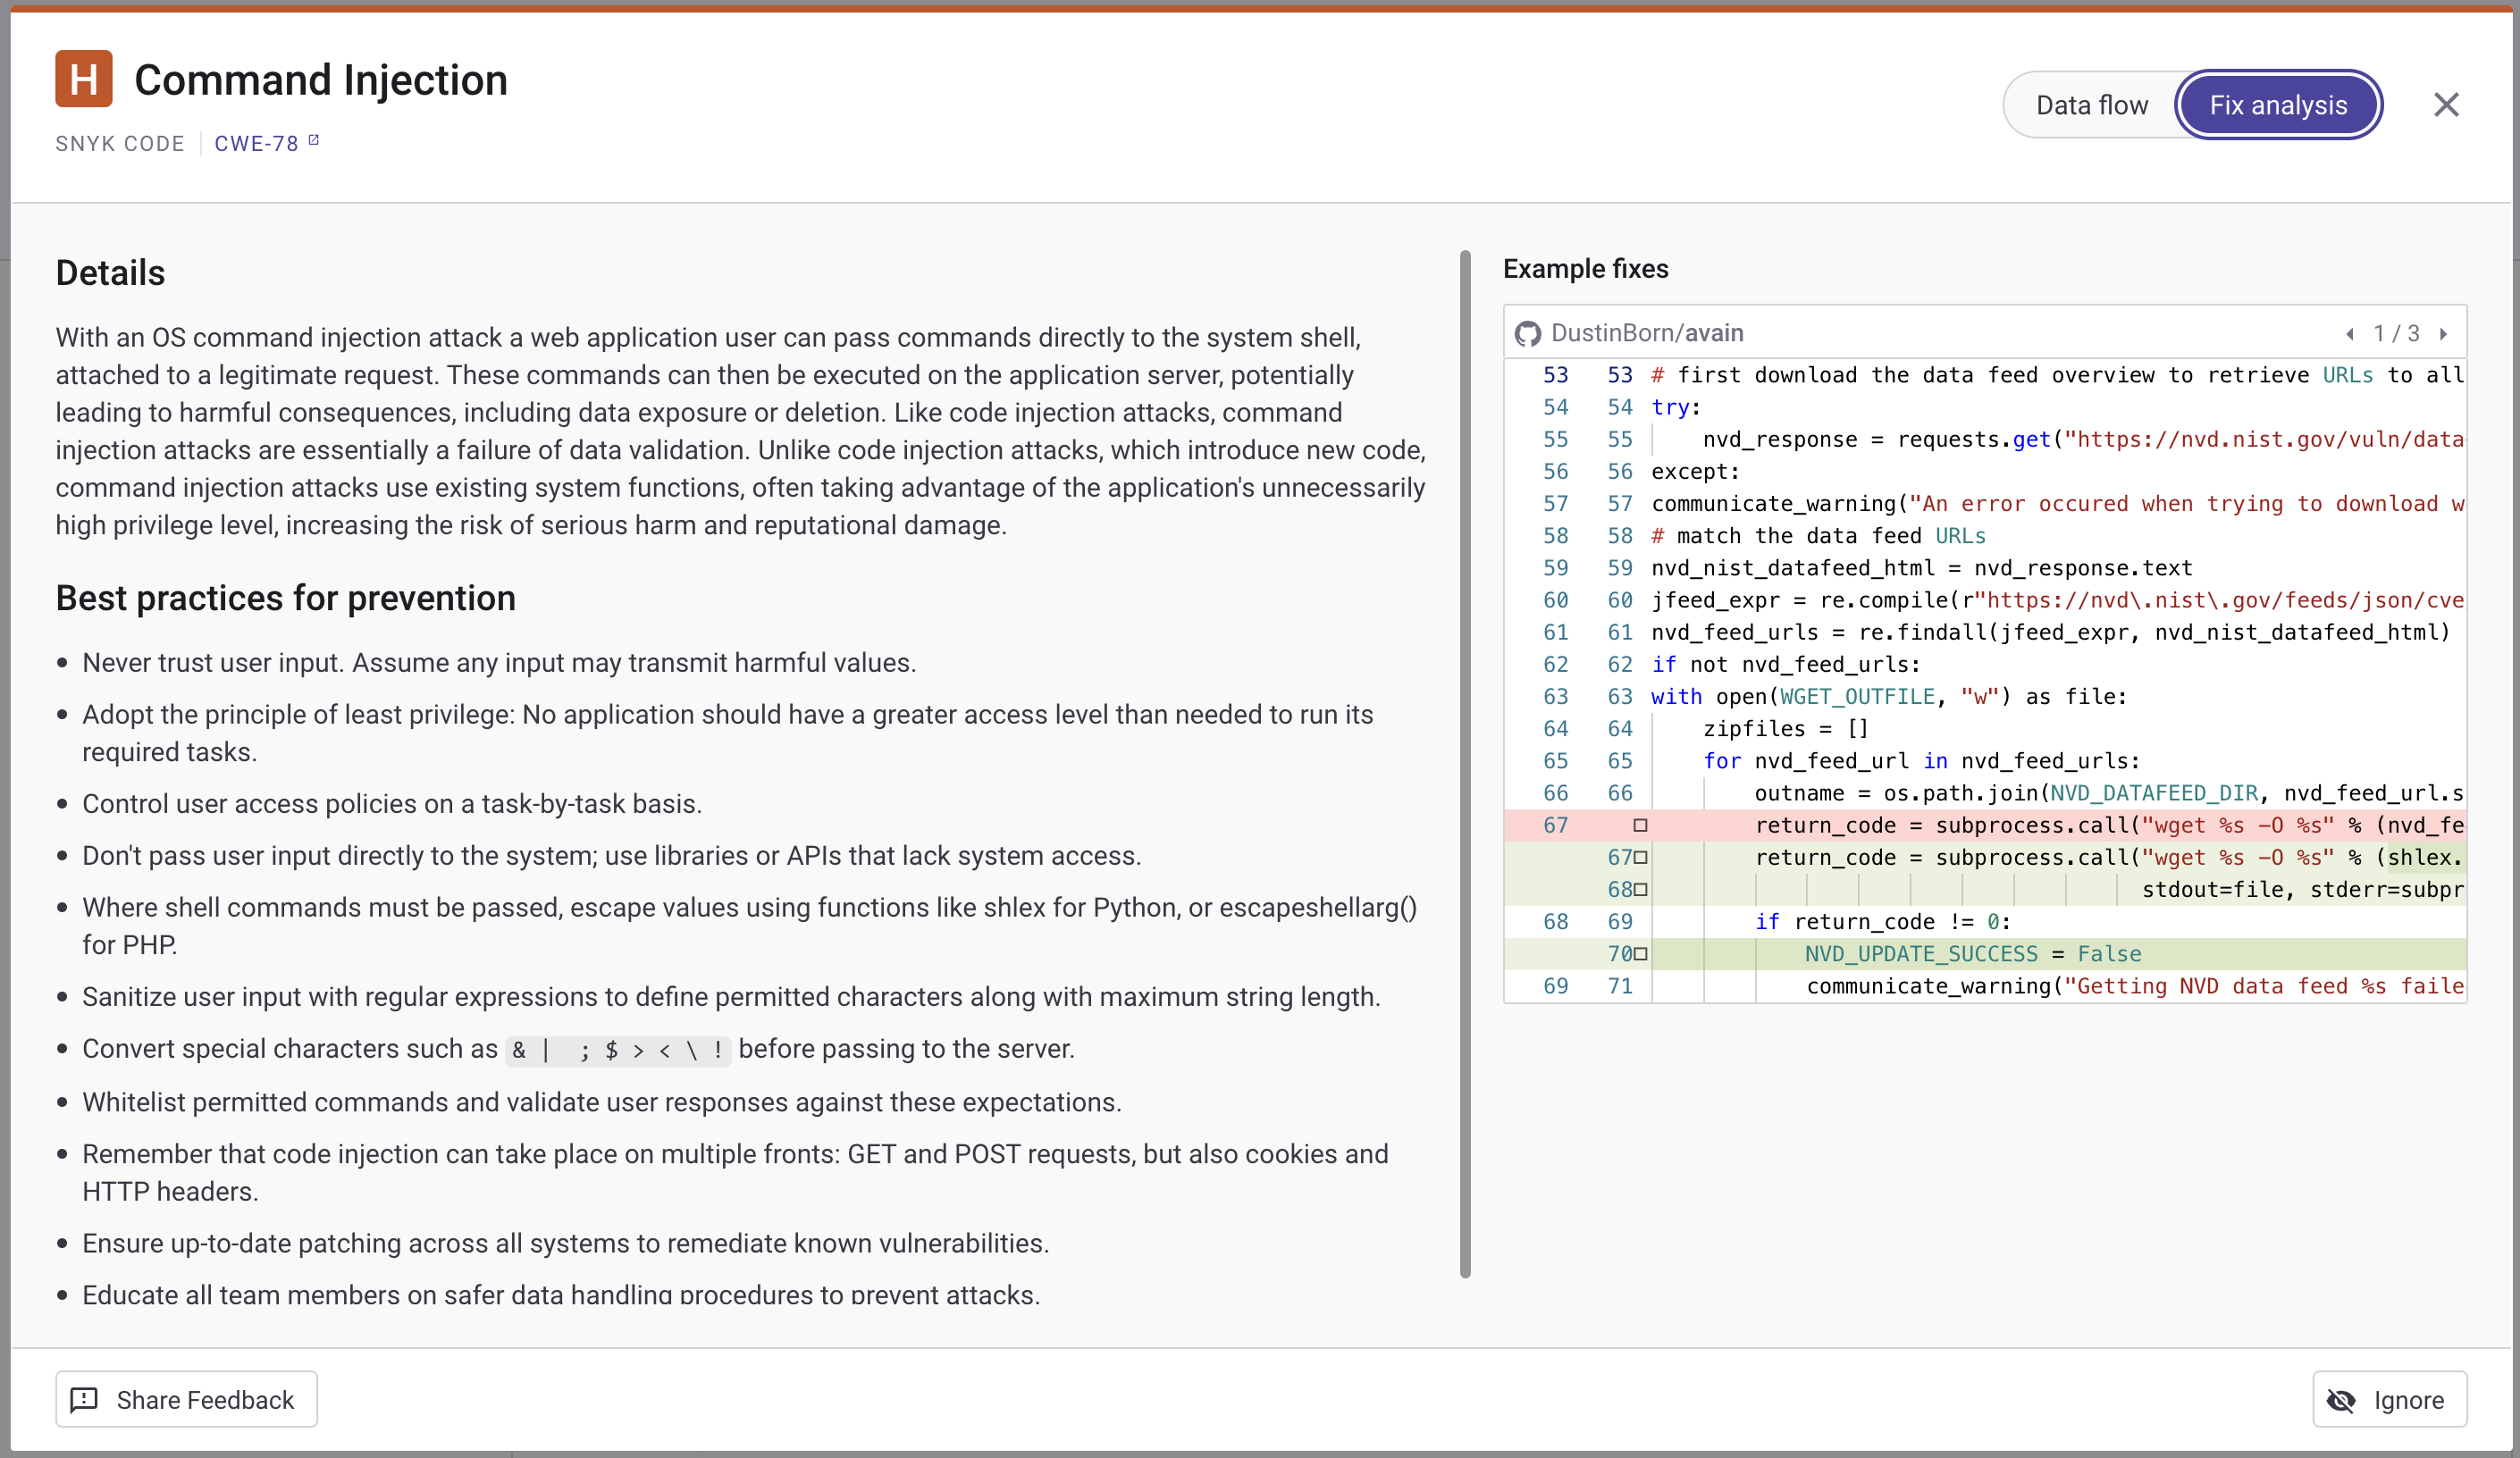 H Command Injection
SNYK CODE CWE-78
Data flow Fix analysis
Details
With an OS command injection attack a web application user can pass commands directly to the system shell,
attached to a legitimate request. These commands can then be executed on the application server, potentially
leading to harmful consequences, including data exposure or deletion. Like code injection attacks, command
injection attacks are essentially a failure of data validation. Unlike code injection attacks, which introduce new code,
command injection attacks use existing system functions, often taking advantage of the application's unnecessarily
high privilege level, increasing the risk of serious harm and reputational damage.
Best practices for prevention
• Never trust user input. Assume any input may transmit harmful values.
• Adopt the principle of least privilege: No application should have a greater access level than needed to run its
required tasks.
• Control user access policies on a task-by-task basis.
• Don't pass user input directly to the system; use libraries or APIs that lack system access.
• Where shell commands must be passed, escape values using functions like shlex for Python, or escapeshellarg()
for PHP.
• Sanitize user input with regular expressions to define permitted characters along with maximum string length.
• Convert special characters such as & | ; $ > < \ ! before passing to the server.
• Whitelist permitted commands and validate user responses against these expectations.
• Remember that code injection can take place on multiple fronts: GET and POST requests, but also cookies and
HTTP headers.
• Ensure up-to-date patching across all systems to remediate known vulnerabilities.
• Educate all team members on safer data handling procedures to prevent attacks.
Example fixes
DustinBorn/avain 1 / 3
53 53 # first download the data feed overview to retrieve URLs to all
54 54 try:
55 55 nvd_response = requests.get("https://nvd.nist.gov/vuln/data
56 56 except:
57 57 communicate_warning("An error occured when trying to download w
58 58 # match the data feed URLs
59 59 nvd_nist_datafeed_html = nvd_response.text
60 60 jfeed_expr = re.compile(r"https://nvd\.nist\.gov/feeds/json/cve
61 61 nvd_feed_urls = re.findall(jfeed_expr, nvd_nist_datafeed_html)
62 62 if not nvd_feed_urls:
63 63 with open(WGET_OUTFILE, "w") as file:
64 64 zipfiles = []
65 65 for nvd_feed_url in nvd_feed_urls:
66 66 outname = os.path.join(NVD_DATAFEED_DIR, nvd_feed_url.s
67 return_code = subprocess.call("wget %s -O %s" % (nvd_fe
67 return_code = subprocess.call("wget %s -O %s" % (shlex.
68 stdout=file, stderr=subpr
68 69 if return_code != 0:
70 NVD_UPDATE_SUCCESS = False
69 71 communicate_warning("Getting NVD data feed %s faile
Share Feedback
Ignore